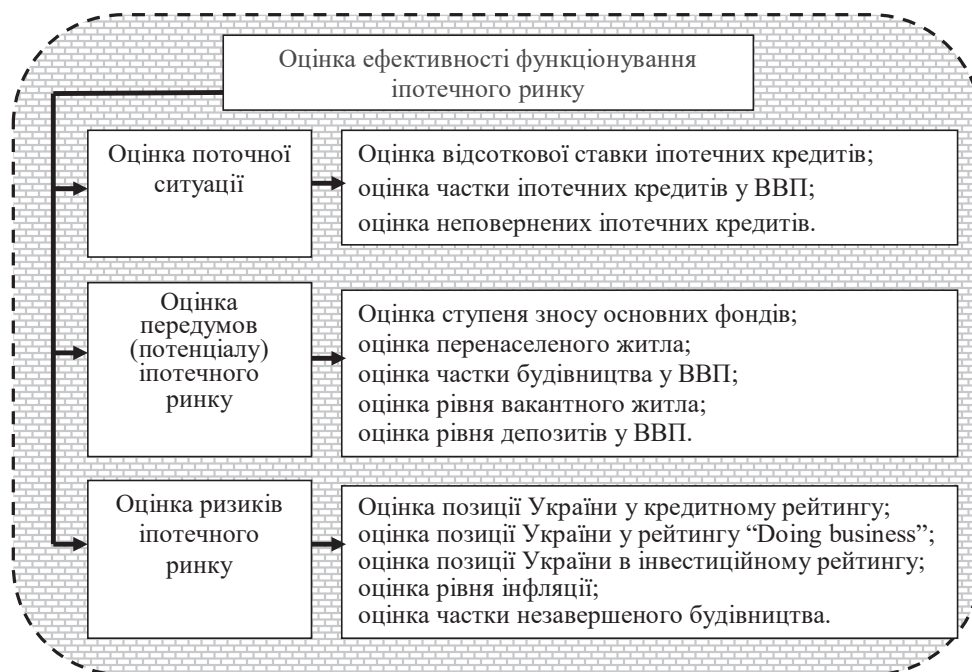 Оцінка ефективності функціонування
іпотечного ринку
Оцінка поточної
ситуації
Оцінка відсоткової ставки іпотечних кредитів;
оцінка частки іпотечних кредитів у ВВП;
оцінка неповернених іпотечних кредитів.
Оцінка
передумов
(потенціалу)
іпотечного
ринку
Оцінка ступеня зносу основних фондів;
оцінка перенаселеного житла;
оцінка частки будівництва у ВВП;
оцінка рівня вакантного житла;
оцінка рівня депозитів у ВВП.
Оцінка ризиків
іпотечного
ринку
Оцінка позиції України у кредитному рейтингу;
оцінка позиції України у рейтингу “Doing business”;
оцінка позиції України в інвестиційному рейтингу;
оцінка рівня інфляції;
оцінка частки незавершеного будівництва.